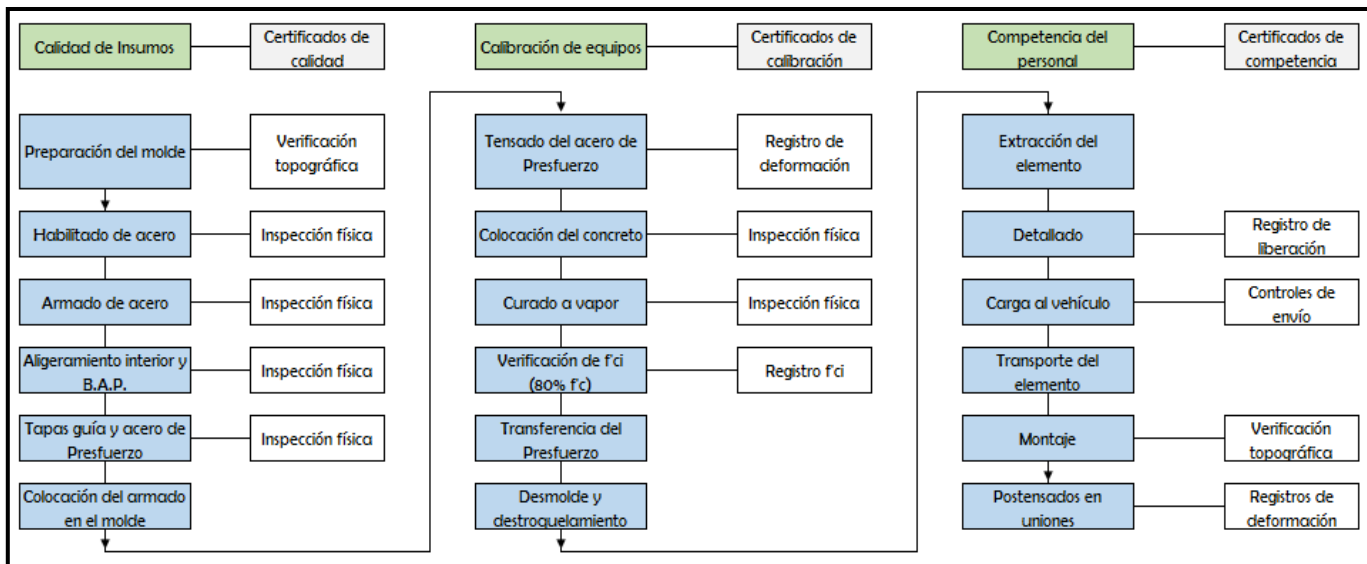 Calidad de Insumos
Certificados de
calidad
Calibración de equipos
Certificados de
calibración
Competencia del
personal
Certificados de
competencia
Preparación del molde
Verificación
topográfica
Habilitado de acero
Inspección física
Armado de acero
Inspección física
Aligeramiento interior y
B.A.P.
Inspección física
Tapas guía y acero de
Presfuerzo
Inspección física
Colocación del armado
en el molde
Tensado del acero de
Presfuerzo
Registro de
deformación
Colocación del concreto
Inspección física
Curado a vapor
Inspección física
Verificación de f'ci
(80% f'c)
Registro f'ci
Transferencia del
Presfuerzo
Desmolde y
destroquelamiento
Extracción del
elemento
Detallado
Registro de
liberación
Carga al vehículo
Controles de
envío
Transporte del
elemento
Montaje
Verificación
topográfica
Postensados en
uniones
Registros de
deformación